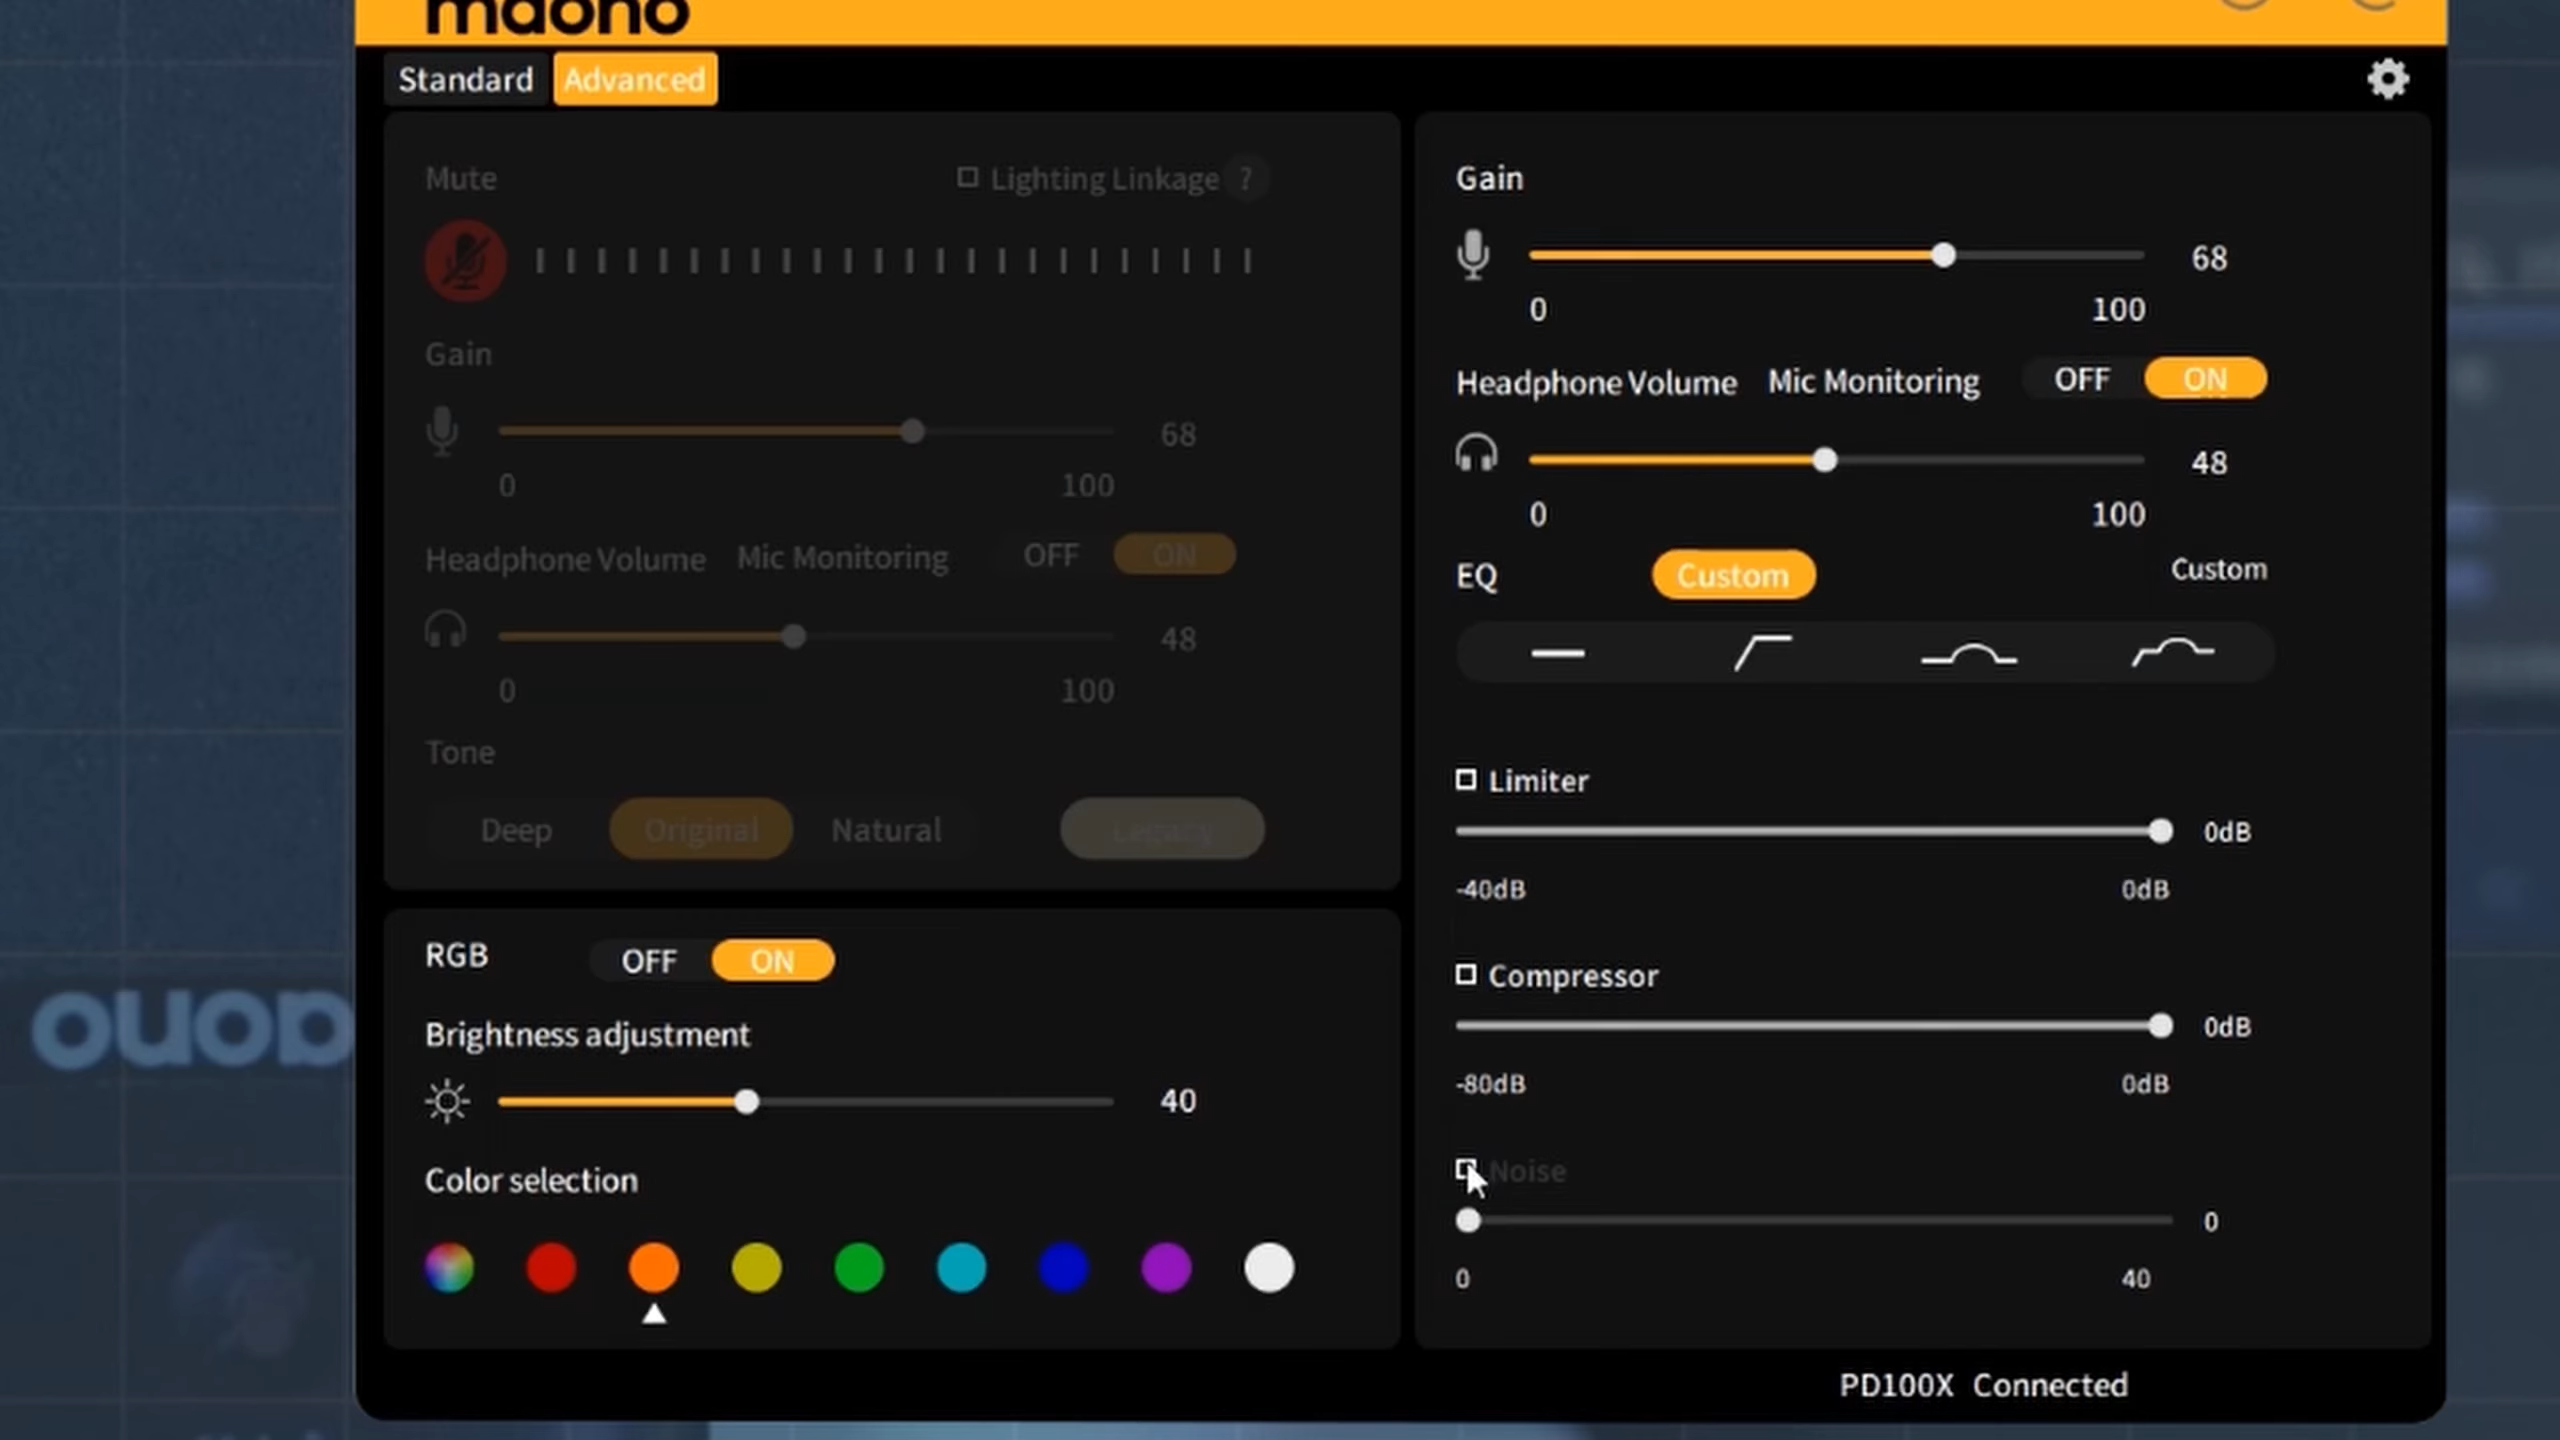 maono
Standard Advanced
Mute Lighting Linkage ?
Gain
68
0 100
Headphone Volume Mic Monitoring OFF ON
48
0 100
Tone
Deep Original Natural Legacy
RGB OFF ON
Brightness adjustment
40
Color selection
Gain
68
0 100
Headphone Volume Mic Monitoring OFF ON
48
0 100
EQ Custom Custom
Limiter
0dB
-40dB 0dB
Compressor
0dB
-80dB 0dB
Noise
0
0 40
PD100X Connected